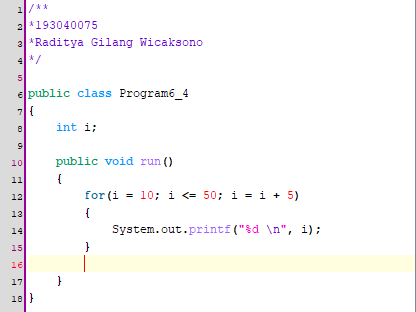 1 /**
2 *193040075
3 *Raditya Gilang Wicaksono
4 */
5
6 public class Program6_4
7 {
8     int i;
9
10     public void run()
11     {
12         for(i = 10; i <= 50; i = i + 5)
13         {
14             System.out.printf("%d \n", i);
15         }
16
17     }
18 }